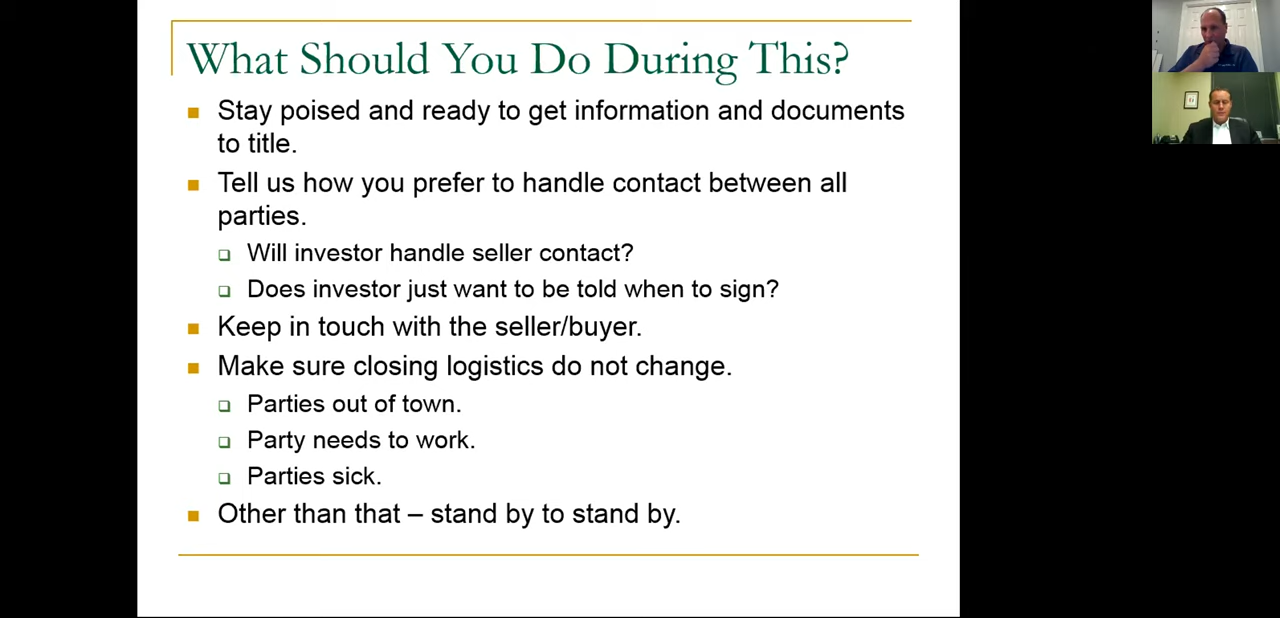 What Should You Do During This?
Stay poised and ready to get information and documents
to title.
Tell us how you prefer to handle contact between all
parties.
Will investor handle seller contact?
Does investor just want to be told when to sign?
Keep in touch with the seller/buyer.
Make sure closing logistics do not change.
Parties out of town.
Party needs to work.
Parties sick.
Other than that – stand by to stand by.